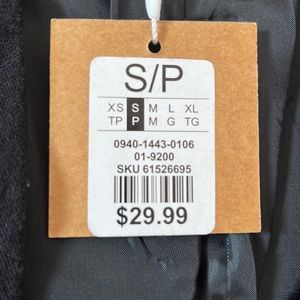 S/P
XS S M L XL
TP P M G TG
0940-1443-0106
01-9200
SKU 61526695
$29.99